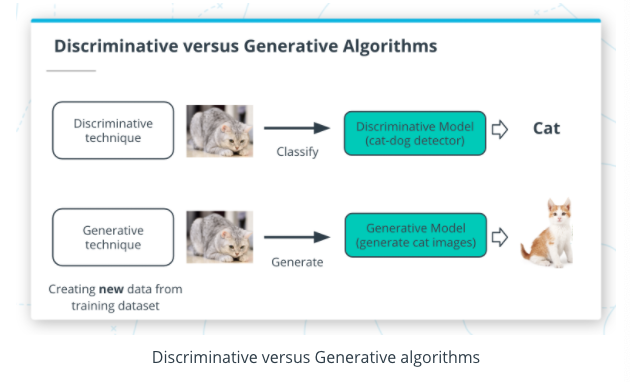 Discriminative versus Generative Algorithms
Discriminative
technique
Classify
Discriminative Model
(cat-dog detector)
Cat
Generative
technique
Generate
Generative Model
(generate cat images)
Creating new data from
training dataset
Discriminative versus Generative algorithms